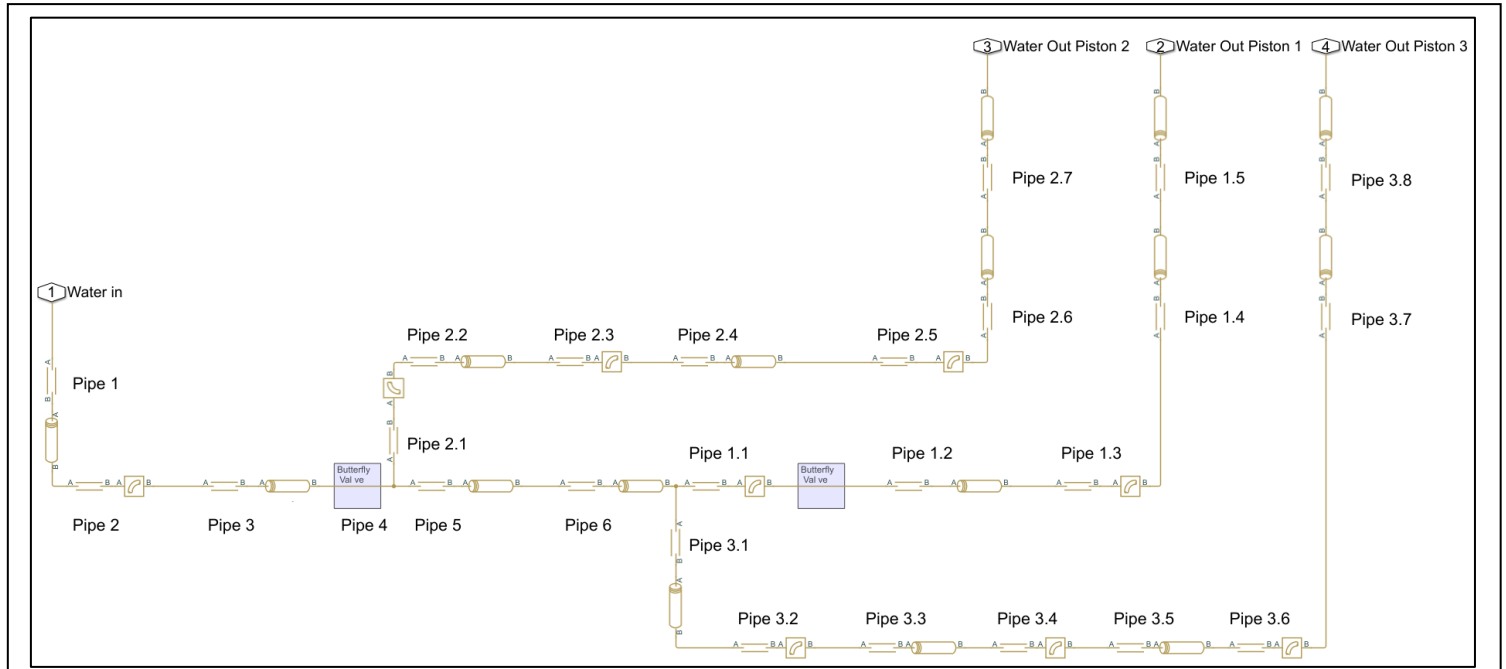 3 Water Out Piston 2
2 Water Out Piston 1
4 Water Out Piston 3
B
B
B
A
A
A
B
B
B
Pipe 2.7
Pipe 1.5
Pipe 3.8
A
A
A
B
B
B
1 Water in
A
A
A
B
B
B
Pipe 2.6
Pipe 1.4
Pipe 3.7
A
A
A
Pipe 2.2
Pipe 2.3
Pipe 2.4
Pipe 2.5
A B A B A B A B A B A B A B A B
A
Pipe 1
B
A
B
A
B
Pipe 2.1
A
B
Butterfly
Val ve
Pipe 1.1
Butterfly
Val ve
Pipe 1.2
Pipe 1.3
A B A B A B A B A B A B A B A B A B A B A B A B A B A B
Pipe 2
Pipe 3
Pipe 4
Pipe 5
Pipe 6
A
Pipe 3.1
B
A
B
Pipe 3.2
Pipe 3.3
Pipe 3.4
Pipe 3.5
Pipe 3.6
A B A B A B A B A B A B A B A B A B A B